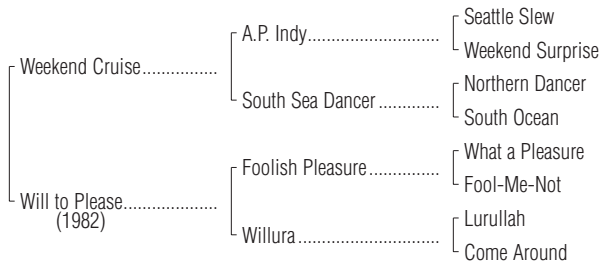 Seattle Slew
A.P. Indy..........................
Weekend Surprise
Weekend Cruise...............
Northern Dancer
South Sea Dancer.............
South Ocean
What a Pleasure
Foolish Pleasure...............
Fool-Me-Not
Will to Please....................
(1982)
Lurullah
Willura..............................
Come Around